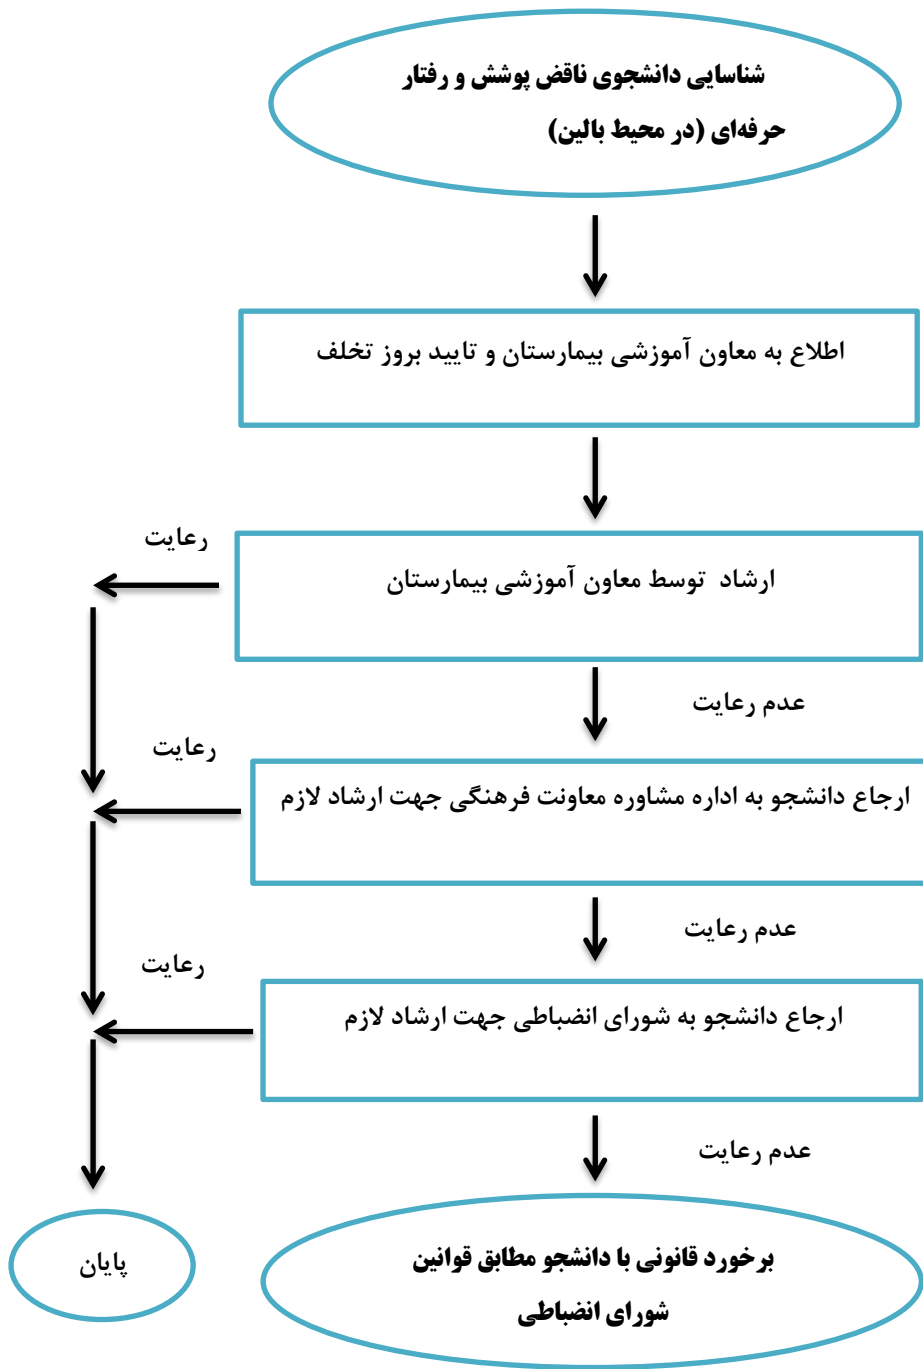 شناسایی دانشجوی ناقض پوشش و رفتار
حرفه‌ای (در محیط بالین)
اطلاع به معاون آموزشی بیمارستان و تایید بروز تخلف
رعایت
ارشاد توسط معاون آموزشی بیمارستان
عدم رعایت
رعایت
ارجاع دانشجو به اداره مشاوره معاونت فرهنگی جهت ارشاد لازم
عدم رعایت
رعایت
ارجاع دانشجو به شورای انضباطی جهت ارشاد لازم
عدم رعایت
برخورد قانونی با دانشجو مطابق قوانین
شورای انضباطی
پایان